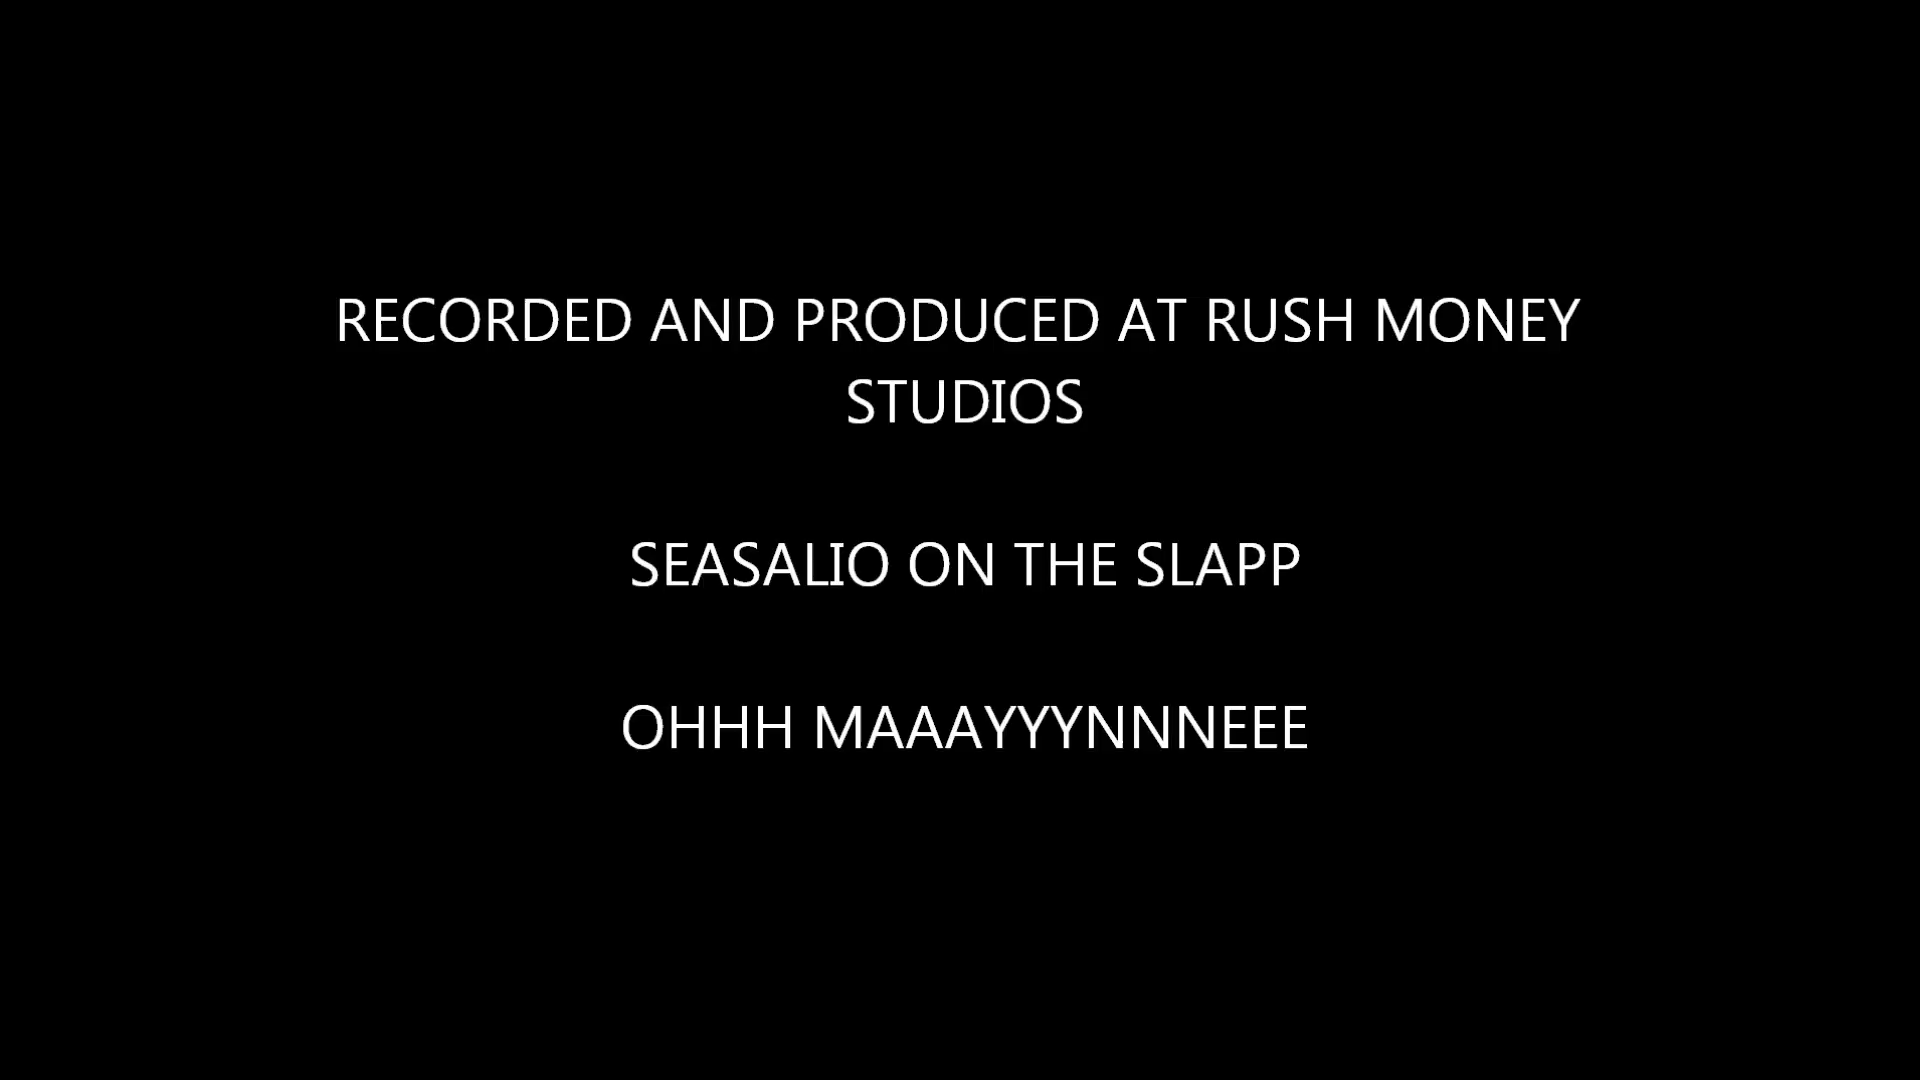 RECORDED AND PRODUCED AT RUSH MONEY
STUDIOS
SEASALIO ON THE SLAPP
OHHH MAAAYYYNNNEEE